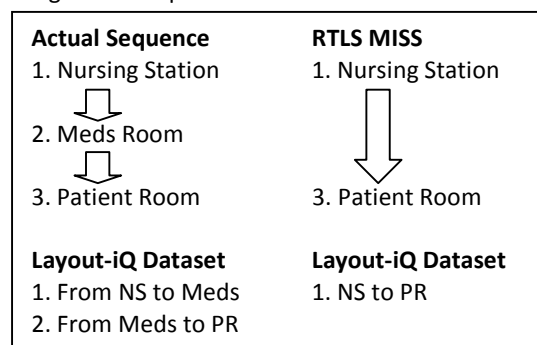 Actual Sequence
1. Nursing Station
2. Meds Room
3. Patient Room
Layout-iQ Dataset
1. From NS to Meds
2. From Meds to PR
RTLS MISS
1. Nursing Station
3. Patient Room
Layout-iQ Dataset
1. NS to PR